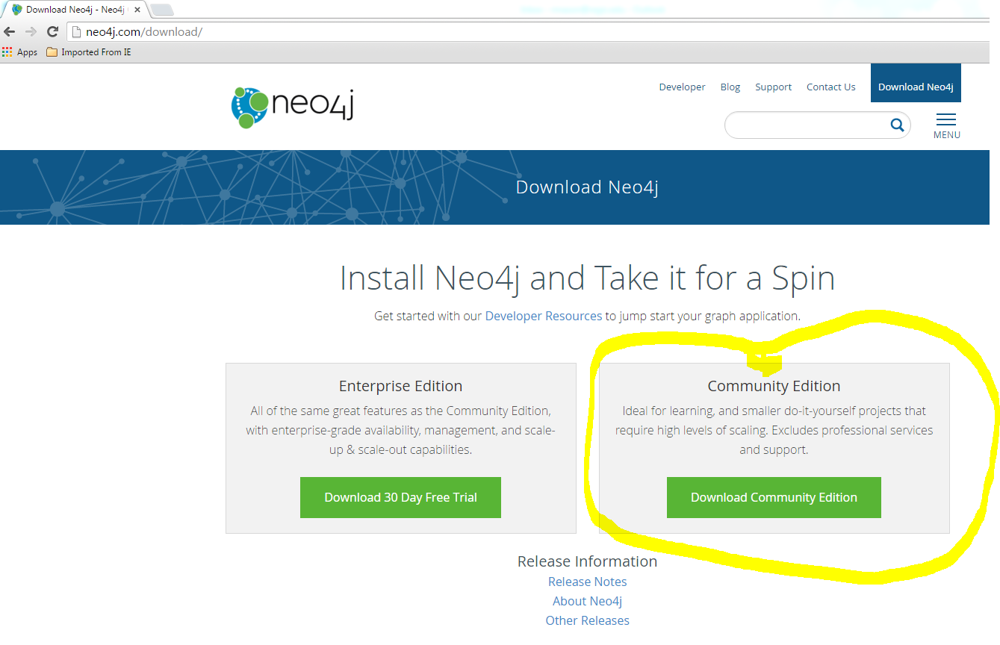 Download Neo4j - Neo4j
neo4j.com/download/
Apps Imported From IE
neo4j
Developer Blog Support Contact Us Download Neo4j
MENU
Download Neo4j
Install Neo4j and Take it for a Spin
Get started with our Developer Resources to jump start your graph application.
Enterprise Edition
All of the same great features as the Community Edition,
with enterprise-grade availability, management, and scale-
up & scale-out capabilities.
Download 30 Day Free Trial
Community Edition
Ideal for learning, and smaller do-it-yourself projects that
require high levels of scaling. Excludes professional services
and support.
Download Community Edition
Release Information
Release Notes
About Neo4j
Other Releases